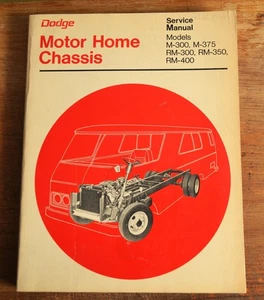 Dodge
Motor Home
Chassis
Service
Manual
Models
M-300, M-375
RM-300, RM-350,
RM-400